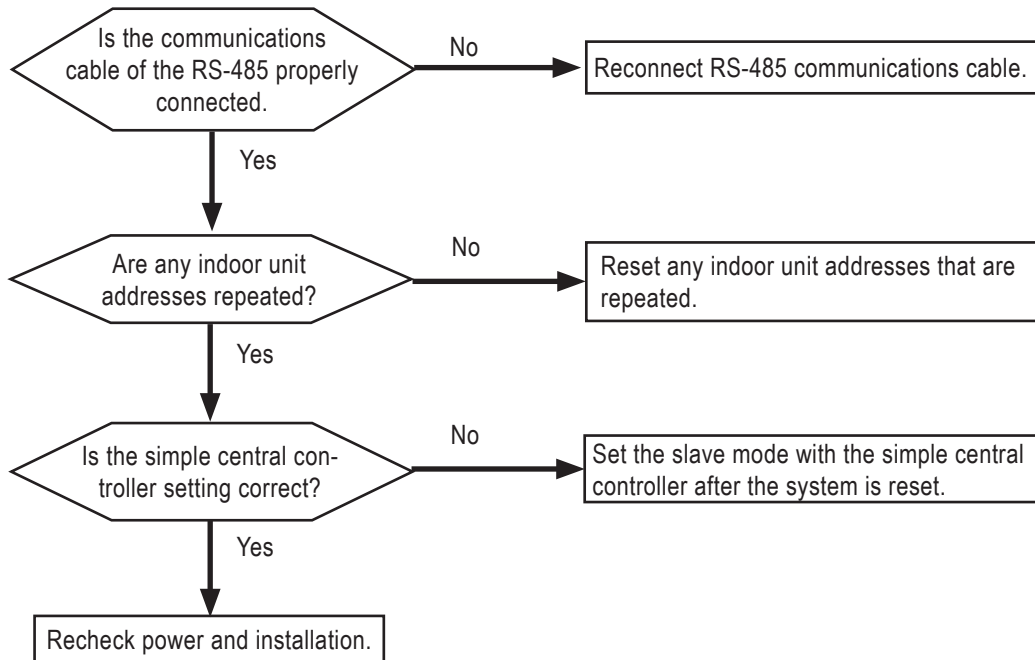 Is the communications
cable of the RS-485 properly
connected.
No
Reconnect RS-485 communications cable.
Yes
Are any indoor unit
addresses repeated?
No
Reset any indoor unit addresses that are
repeated.
Yes
Is the simple central con-
troller setting correct?
No
Set the slave mode with the simple central
controller after the system is reset.
Yes
Recheck power and installation.